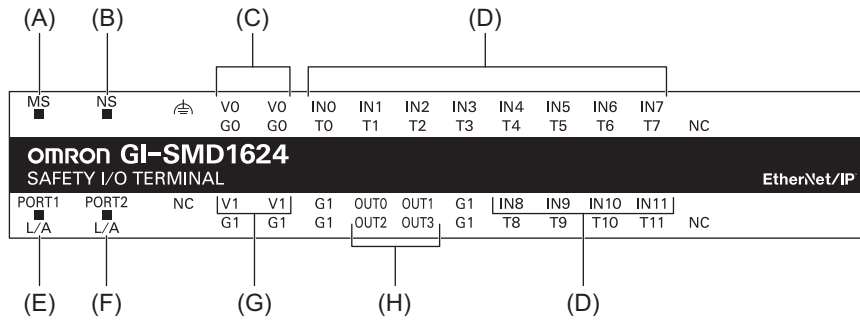 (A) (B) (C) (D)
MS NS V0 V0 IN0 IN1 IN2 IN3 IN4 IN5 IN6 IN7
G0 G0 T0 T1 T2 T3 T4 T5 T6 T7 NC
OMRON GI-SMD1624
SAFETY I/O TERMINAL EtherNet/IP
PORT1 PORT2 NC V1 V1 G1 OUT0 OUT1 G1 IN8 IN9 IN10 IN11
L/A L/A G1 G1 G1 OUT2 OUT3 G1 T8 T9 T10 T11 NC
(E) (F) (G) (H) (D)